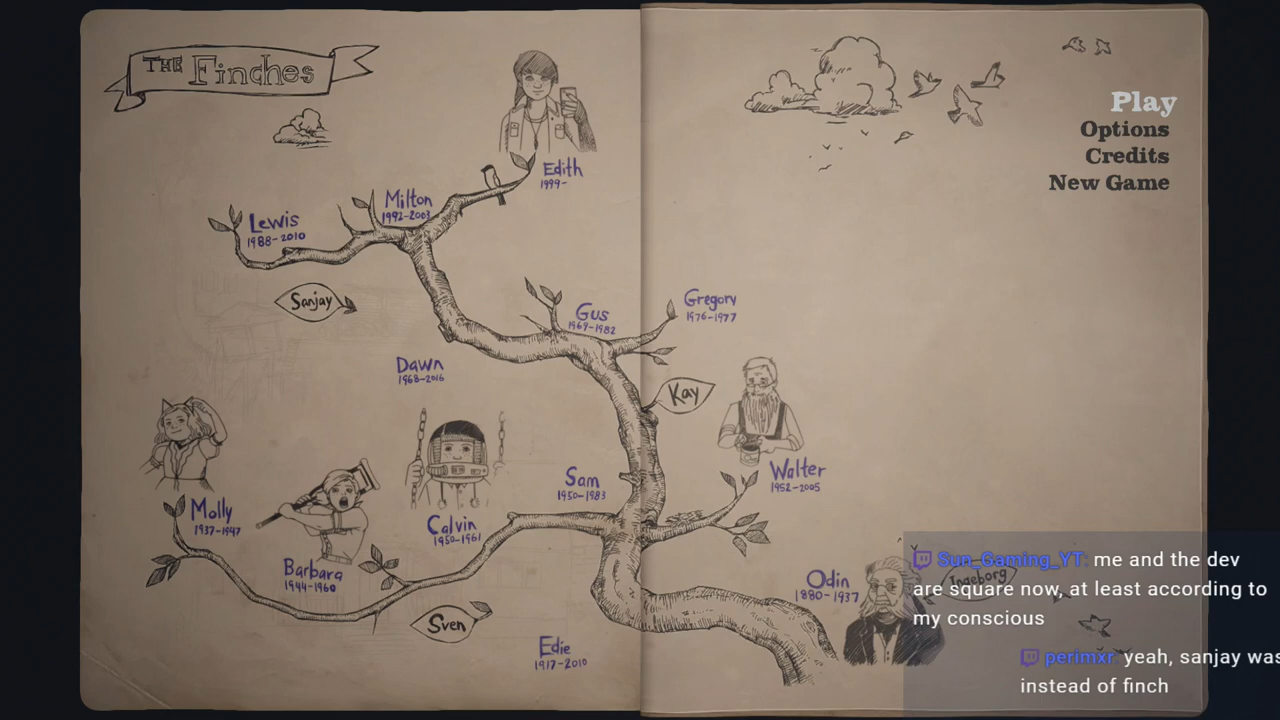 THE Finches
Play
Options
Credits
New Game
Edith
1999-
Milton
1992-2003
Lewis
1988-2010
Sanjay
Gus
1969-1982
Gregory
1976-1977
Dawn
1968-2016
Kay
Walter
1952-2005
Sam
1950-1983
Molly
1937-1947
Calvin
1950-1961
Barbara
1944-1960
Sven
Edie
1917-2010
Odin
1880-1937
Ingeborg
Sun_Gaming_YT: me and the dev
are square now, at least according to
my conscious
perimxr: yeah, sanjay was
instead of finch